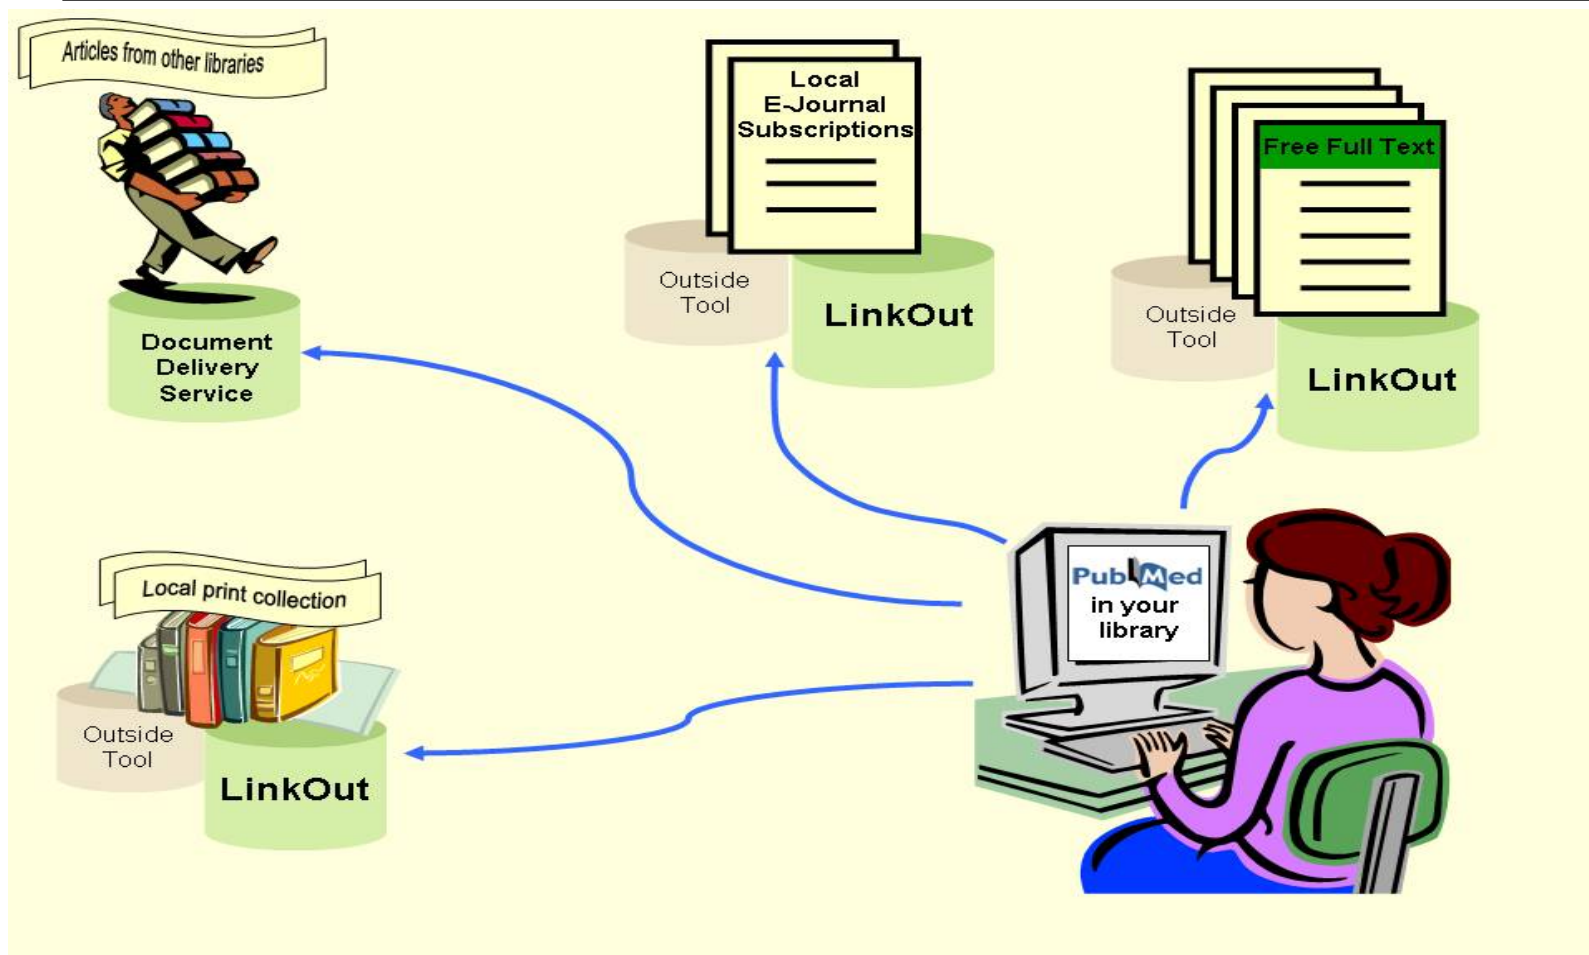 Articles from other libraries
Document
Delivery
Service
Local
E-Journal
Subscriptions
Outside
Tool
LinkOut
Free Full Text
Outside
Tool
LinkOut
Local print collection
Outside
Tool
LinkOut
PubMed
in your
library